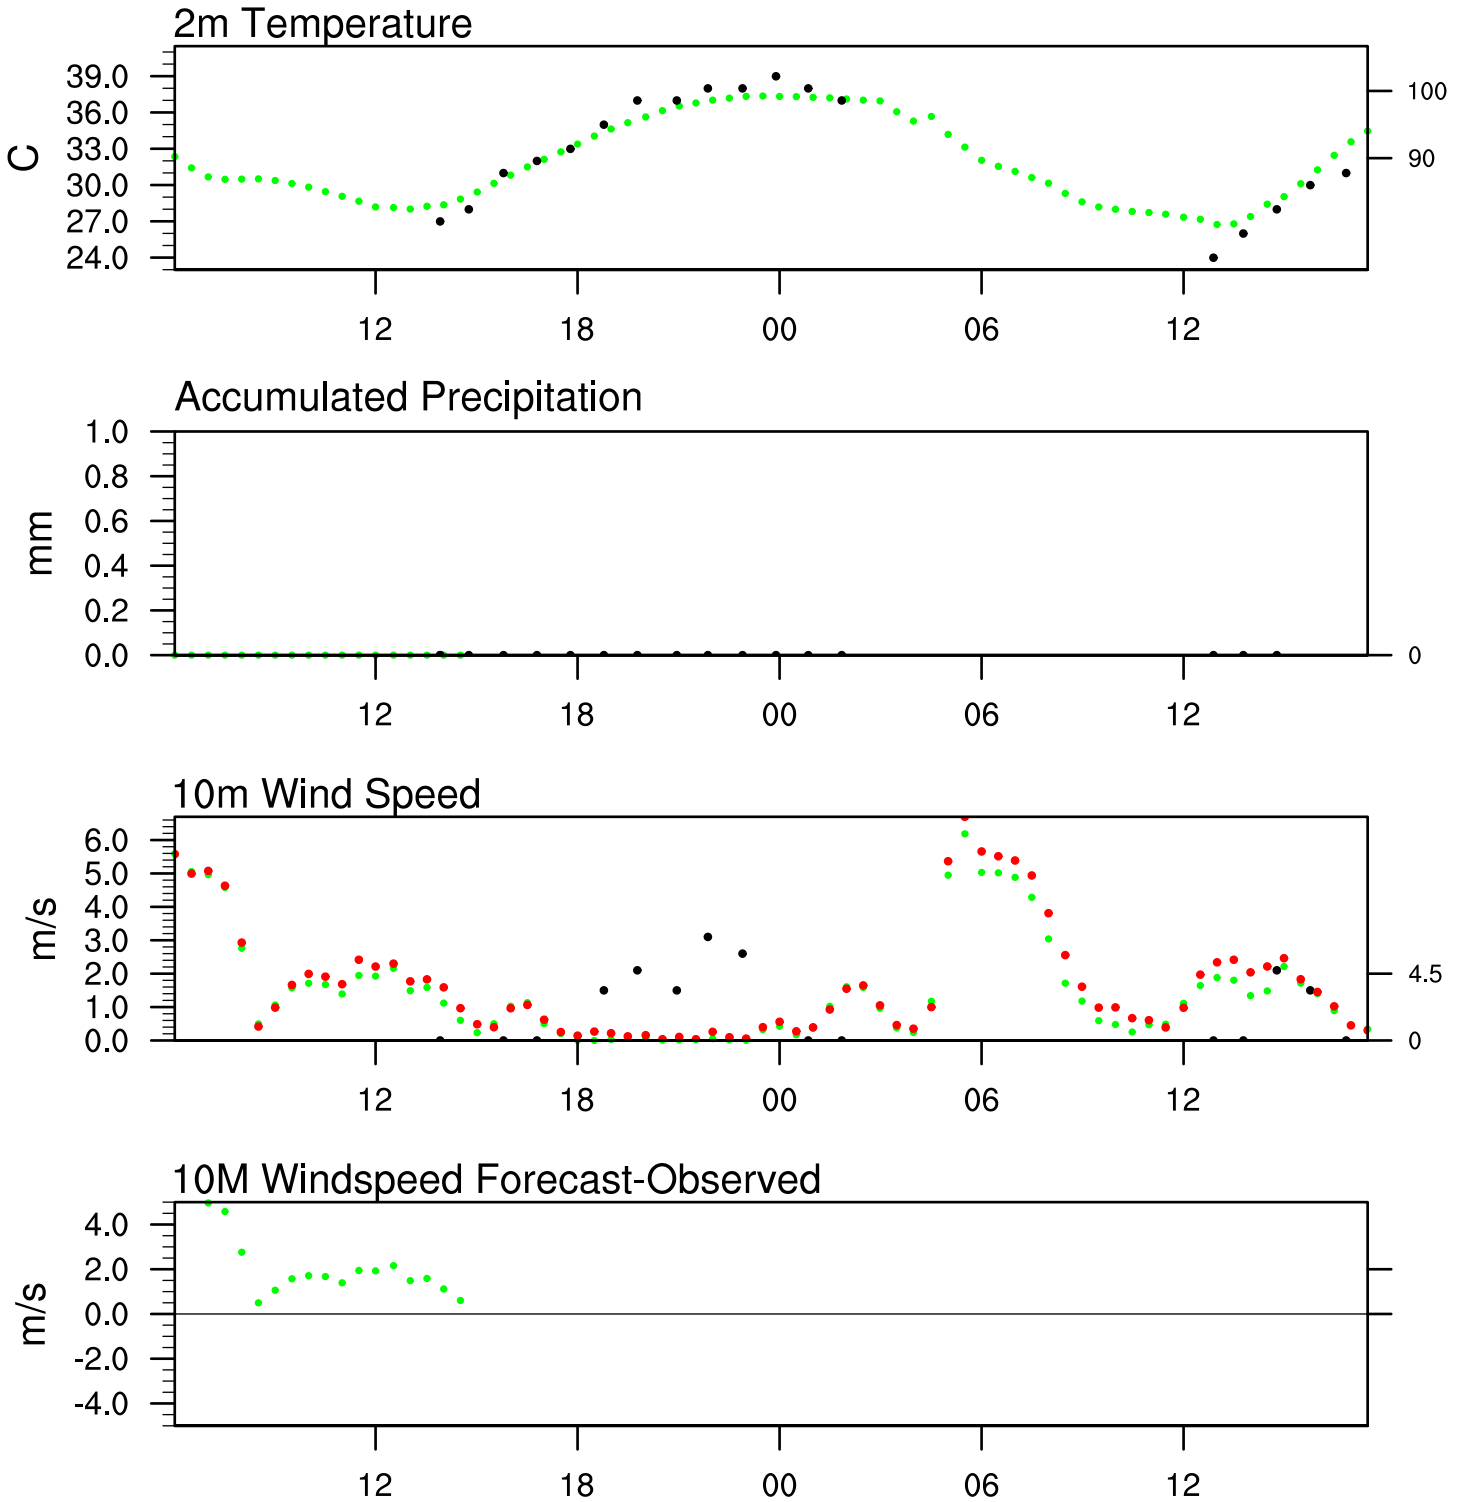 2m Temperature
39.0
36.0
33.0
30.0
27.0
24.0
C
100
90
12 18 00 06 12
Accumulated Precipitation
1.0
0.8
0.6
0.4
0.2
0.0
mm
0
12 18 00 06 12
10m Wind Speed
6.0
5.0
4.0
3.0
2.0
1.0
0.0
m/s
4.5
0
12 18 00 06 12
10M Windspeed Forecast-Observed
4.0
2.0
0.0
-2.0
-4.0
m/s
12 18 00 06 12